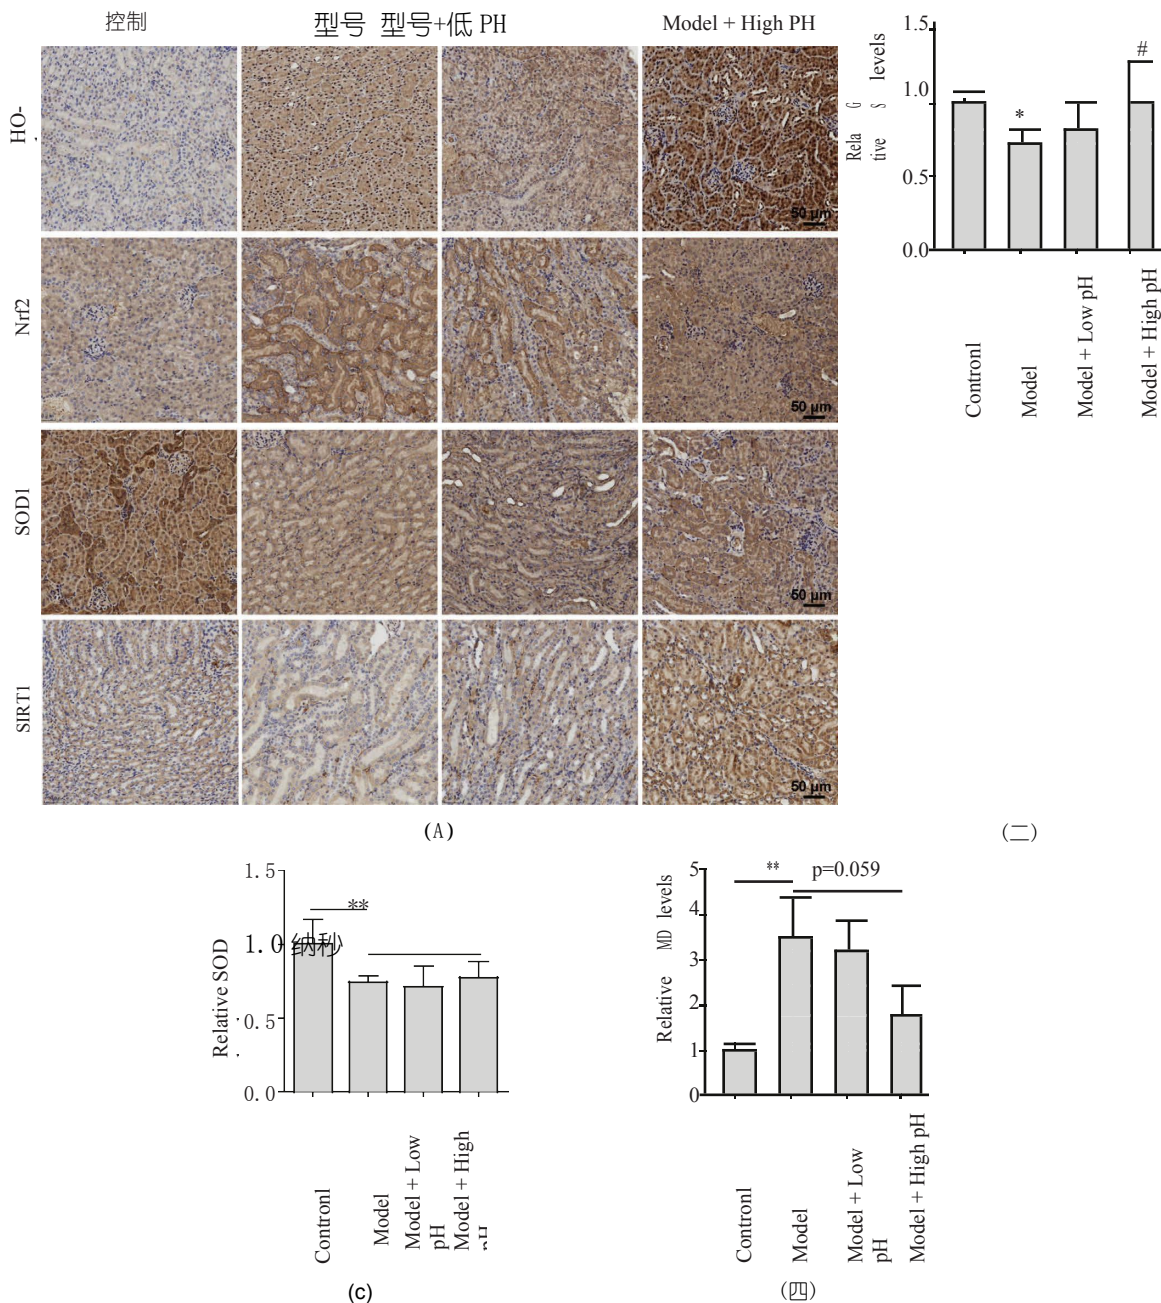 控制
型号 型号+低 PH
Model + High PH
HO-
Nrf2
SOD1
SIRT1
50 μm
50 μm
50 μm
50 μm
(A)
Rela
tive
G
S
levels
1.5
1.0
0.5
0.0
*
#
Contronl
Model
Model + Low pH
Model + High pH
(二)
Relative SOD
1.5
1.0 纳秒
0.5
0.0
**
Contronl
Model
Model + Low
pH
Model + High
pH
(c)
Relative MD levels
5
4
3
2
1
0
**
p=0.059
Contronl
Model
Model + Low
pH
Model + High pH
(四)